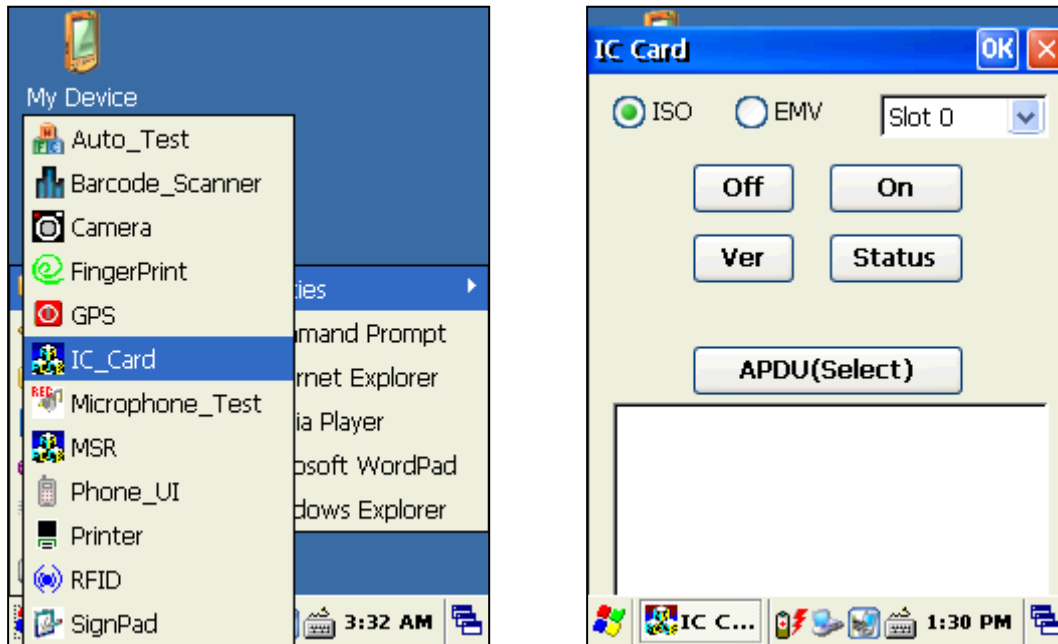 My Device
Auto_Test
Barcode_Scanner
Camera
FingerPrint
GPS
IC_Card
Microphone_Test
MSR
Phone_UI
Printer
RFID
SignPad
ies
mand Prompt
rnet Explorer
ia Player
osoft WordPad
dows Explorer
REC
3:32 AM
IC Card
OK
ISO
EMV
Slot 0
Off
On
Ver
Status
APDU(Select)
IC C...
1:30 PM